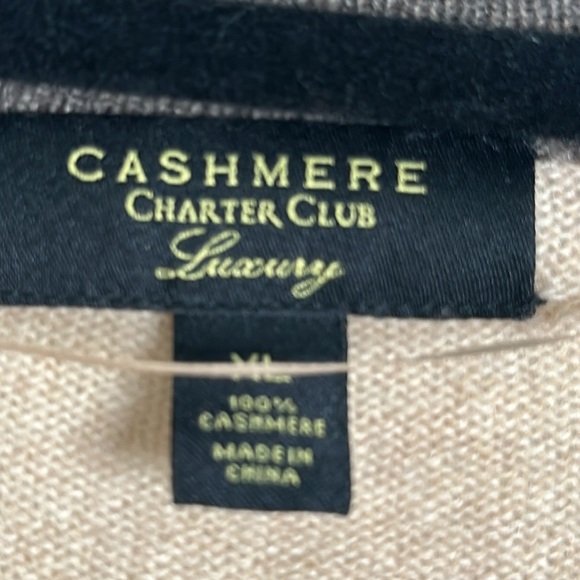 CASHMERE
CHARTER CLUB
Luxury
XL
100%
CASHMERE
MADE IN
CHINA